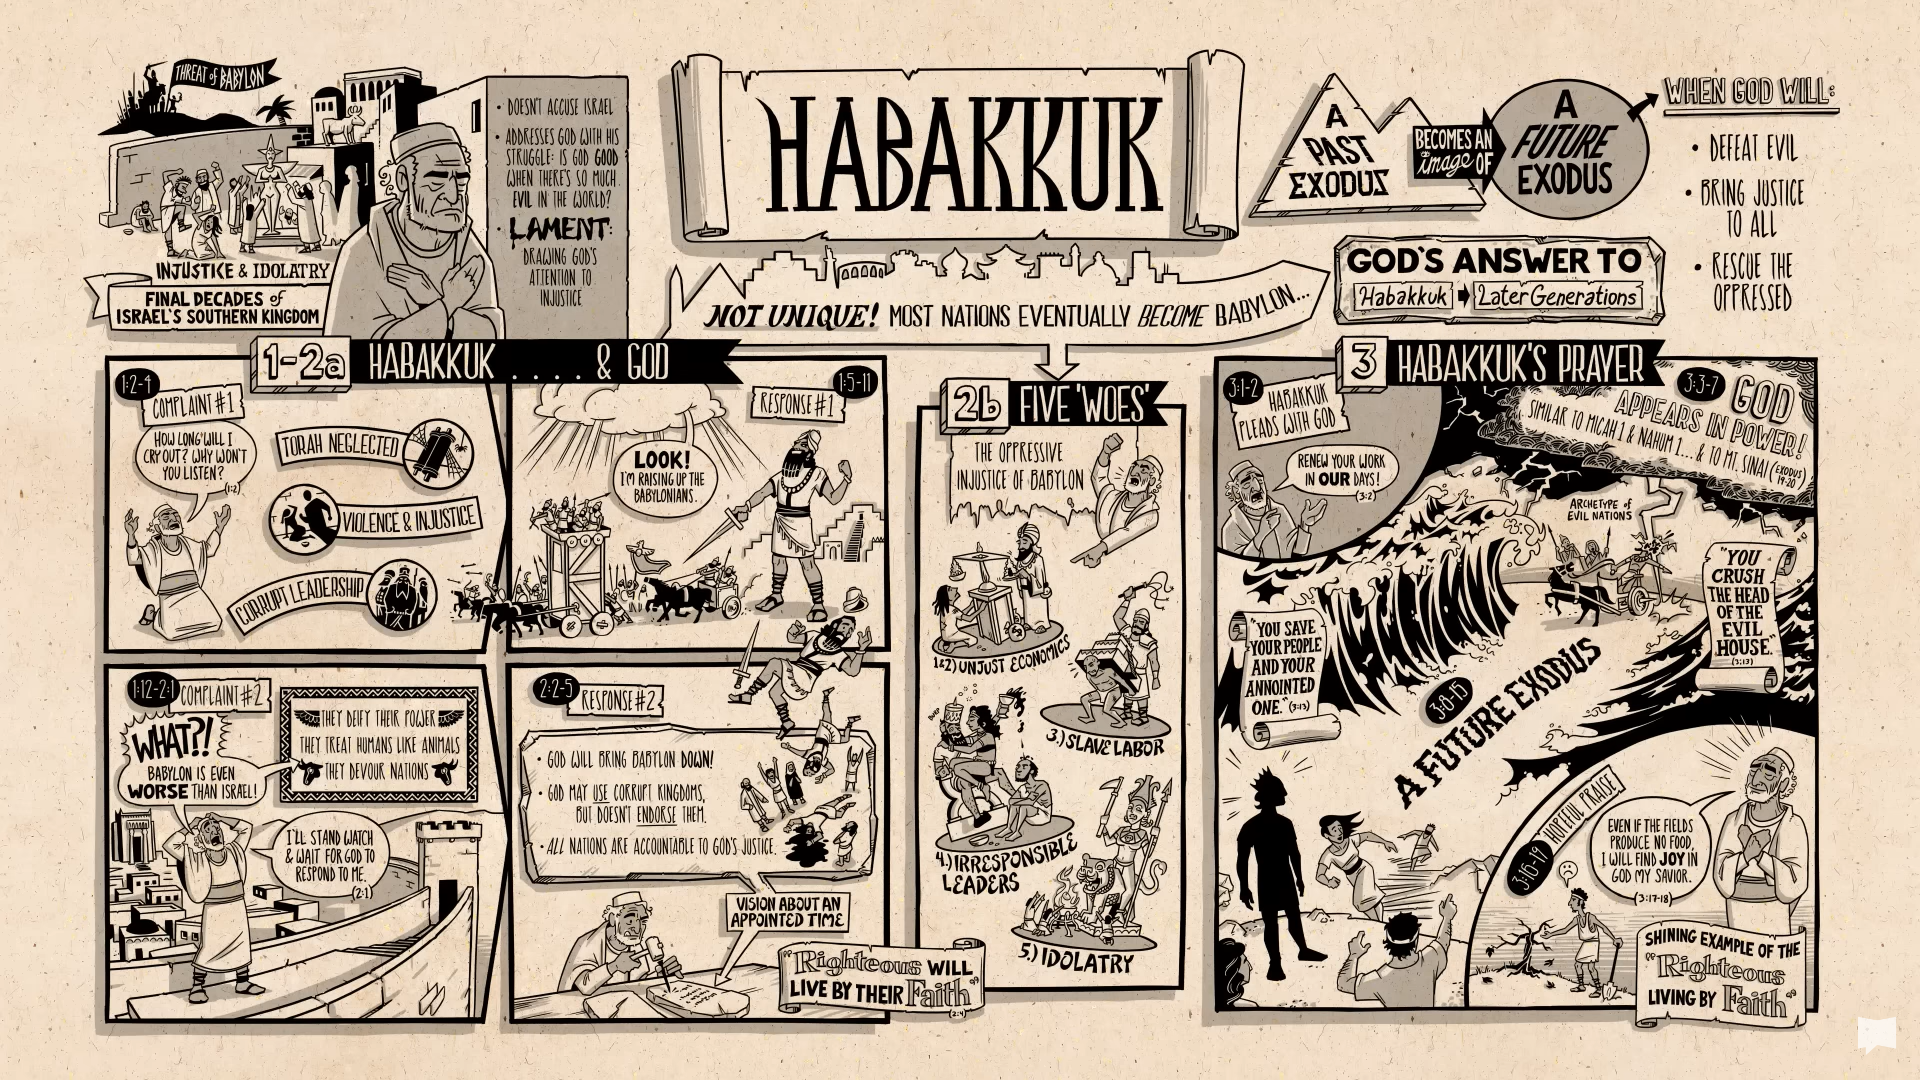 THREAT of BABYLON
INJUSTICE & IDOLATRY
FINAL DECADES of
ISRAEL'S SOUTHERN KINGDOM
• DOESN'T ACCUSE ISRAEL
• ADDRESSES GOD WITH HIS
STRUGGLE: IS GOD GOOD
WHEN THERE'S SO MUCH
EVIL IN THE WORLD?
• LAMENT:
DRAWING GOD'S
ATTENTION TO
INJUSTICE
HABAKKUK
NOT UNIQUE! MOST NATIONS EVENTUALLY BECOME BABYLON...
A
PAST
EXODUS
BECOMES AN
image OF
A
FUTURE
EXODUS
WHEN GOD WILL:
• DEFEAT EVIL
• BRING JUSTICE
TO ALL
• RESCUE THE
OPPRESSED
GOD'S ANSWER TO
Habakkuk
Later Generations
1-2a HABAKKUK . . . . & GOD
1:2-4
COMPLAINT #1
HOW LONG WILL I
CRY OUT? WHY WON'T
YOU LISTEN?
(1:2)
TORAH NEGLECTED
VIOLENCE & INJUSTICE
CORRUPT LEADERSHIP
1:5-11
RESPONSE #1
LOOK!
I'M RAISING UP THE
BABYLONIANS.
1:12-2:1
COMPLAINT #2
WHAT?!
BABYLON IS EVEN
WORSE THAN ISRAEL!
THEY DEIFY THEIR POWER
THEY TREAT HUMANS LIKE ANIMALS
THEY DEVOUR NATIONS
I'LL STAND WATCH
& WAIT FOR GOD TO
RESPOND TO ME.
(2:1)
2:2-5
RESPONSE #2
• GOD WILL BRING BABYLON DOWN!
• GOD MAY USE CORRUPT KINGDOMS,
BUT DOESN'T ENDORSE THEM.
• ALL NATIONS ARE ACCOUNTABLE TO GOD'S JUSTICE.
VISION ABOUT AN
APPOINTED TIME
"Righteous WILL
LIVE BY THEIR Faith"
(2:4)
2b FIVE 'WOES'
THE OPPRESSIVE
INJUSTICE OF BABYLON
1&2) UNJUST ECONOMICS
3.) SLAVE LABOR
BURP
4.) IRRESPONSIBLE
LEADERS
5.) IDOLATRY
3 HABAKKUK'S PRAYER
3:1-2
HABAKKUK
PLEADS WITH GOD
RENEW YOUR WORK
IN OUR DAYS!
(3:2)
3:3-7
GOD
APPEARS IN POWER!
SIMILAR TO MICAH 1 & NAHUM 1... & TO MT. SINAI (EXODUS
19-20)
ARCHETYPE of
EVIL NATIONS
"YOU
CRUSH
THE HEAD
OF THE
EVIL
HOUSE."
(3:13)
"YOU SAVE
YOUR PEOPLE
AND YOUR
ANNOINTED
ONE." (3:13)
3:8-15
A FUTURE EXODUS
3:16-19
HOPEFUL PRAISE
EVEN IF THE FIELDS
PRODUCE NO FOOD,
I WILL FIND JOY IN
GOD MY SAVIOR.
(3:17-18)
SHINING EXAMPLE OF THE
"Righteous
LIVING BY Faith"